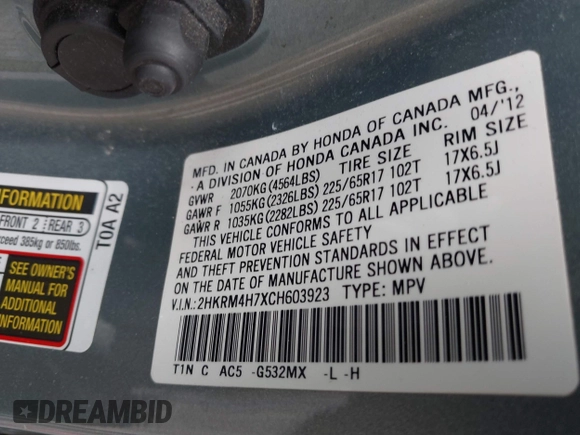 MFD. IN CANADA BY HONDA OF CANADA MFG.,
A DIVISION OF HONDA CANADA INC. 04/'12
GVWR 2070KG(4564LBS) TIRE SIZE RIM SIZE
GAWR F 1055KG(2326LBS) 225/65R17 102T 17X6.5J
GAWR R 1035KG(2282LBS) 225/65R17 102T 17X6.5J
THIS VEHICLE CONFORMS TO ALL APPLICABLE
FEDERAL MOTOR VEHICLE SAFETY
AND THEFT PREVENTION STANDARDS IN EFFECT
ON THE DATE OF MANUFACTURE SHOWN ABOVE.
V.I.N.:2HKRM4H7XCH603923 TYPE: MPV
T1N C AC5 -G532MX -L -H
FRONT 2 REAR 3
385kg or 850lbs.
SEE OWNER'S
MANUAL FOR
ADDITIONAL
INFORMATION
T0A A2
DREAMBID